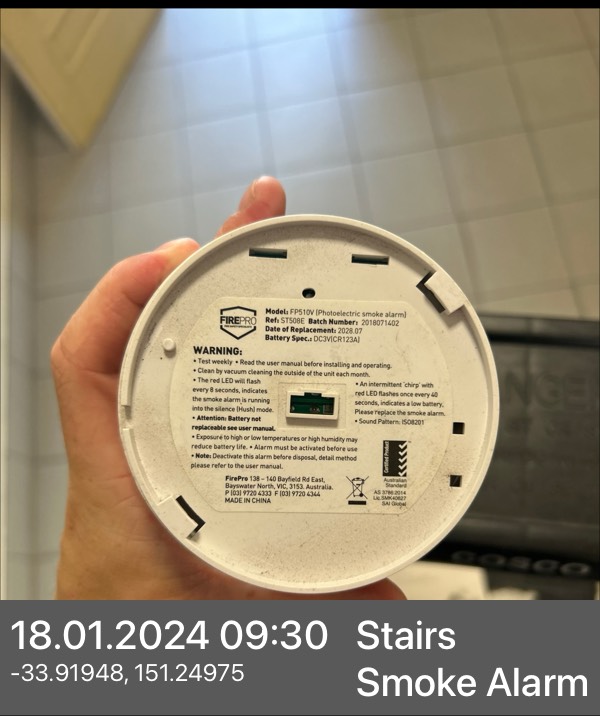 FIREPRO
Model: FP510V (Photoelectric smoke alarm)
Ref: ST508E Batch Number: 2018071402
Date of Replacement: 2028.07
Battery Spec.: DC3V(CR123A)
WARNING:
• Test weekly • Read the user manual before installing and operating.
• Clean by vacuum cleaning the outside of the unit each month.
• The red LED will flash
every 8 seconds, indicates
the smoke alarm is running
into the silence (Hush) mode.
• Attention: Battery not
replaceable see user manual.
• An intermittent 'chirp' with
red LED flashes once every 40
seconds, indicates a low battery.
Please replace the smoke alarm.
• Sound Pattern: ISO8201
• Exposure to high or low temperatures or high humidity may
reduce battery life. • Alarm must be activated before use
• Note: Deactivate this alarm before disposal, detail method
please refer to the user manual.
FirePro 138 - 140 Bayfield Rd East,
Bayswater North, VIC, 3153. Australia.
P (03) 9720 4333 F (03) 9720 4344
MADE IN CHINA
Certified Product
Australian
Standard
AS 3786:2014
Lic SMK40627
SAI Global
COSCO
18.01.2024 09:30
-33.91948, 151.24975
Stairs
Smoke Alarm